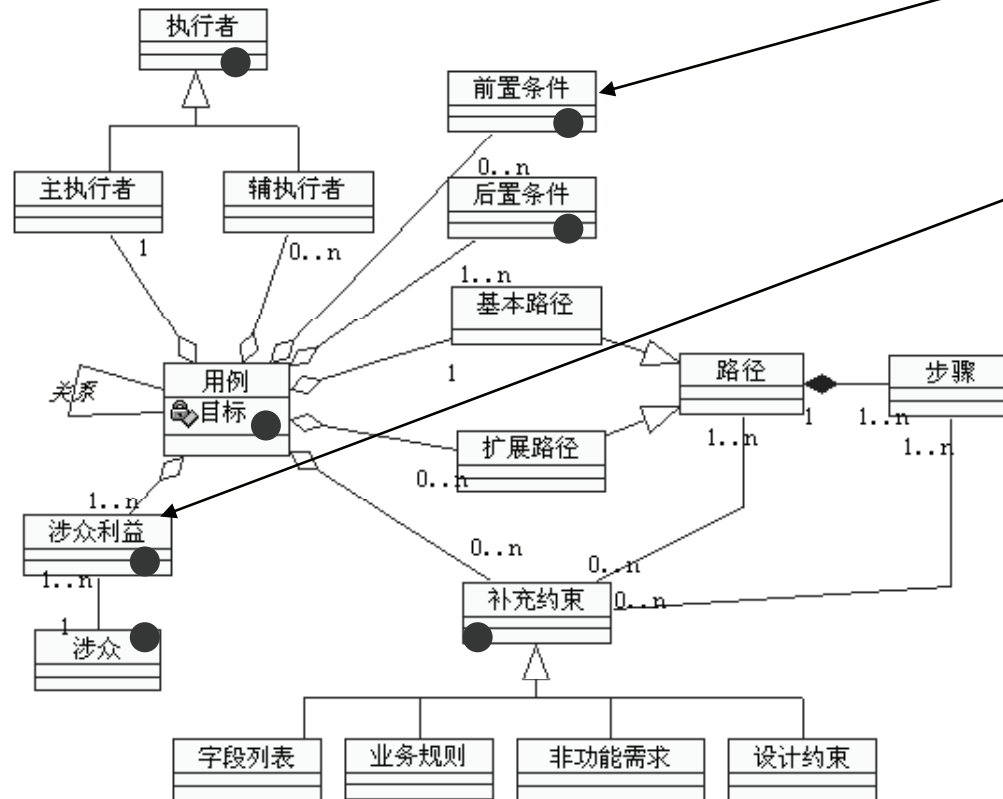 执行者
前置条件
0..n
主执行者
辅执行者
后置条件
1
0..n
1..n
基本路径
1
用例
目标
关系
路径
步骤
1
1..n
1..n
1..n
扩展路径
0..n
1..n
涉众利益
1..n
0..n
0..n
补充约束
0..n
1
涉众
字段列表
业务规则
非功能需求
设计约束